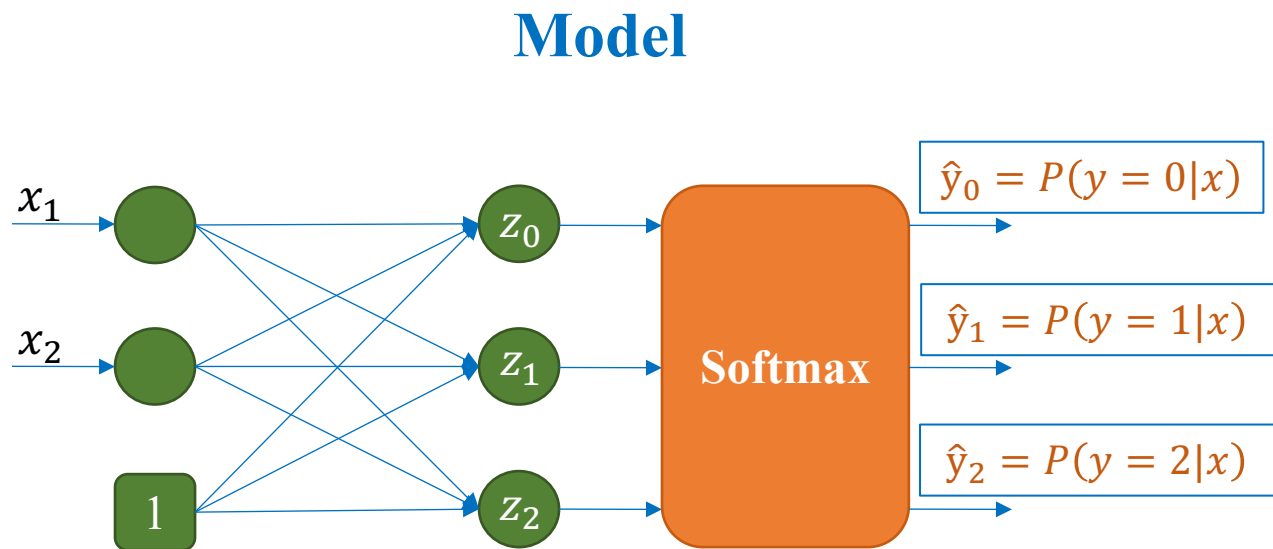 Model
x₁
z₀
ŷ₀ = P(y = 0|x)
x₂
z₁
Softmax
ŷ₁ = P(y = 1|x)
1
z₂
ŷ₂ = P(y = 2|x)